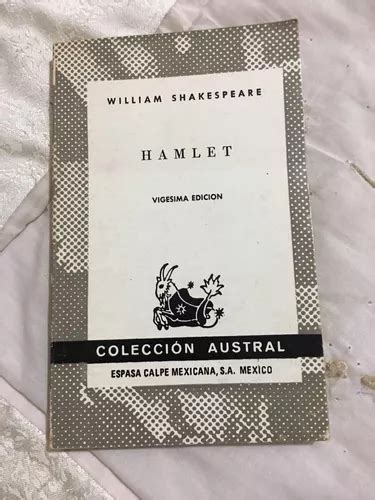 WILLIAM SHAKESPEARE
HAMLET
VIGESIMA EDICION
COLECCIÓN AUSTRAL
ESPASA CALPE MEXICANA, S.A. MEXICO